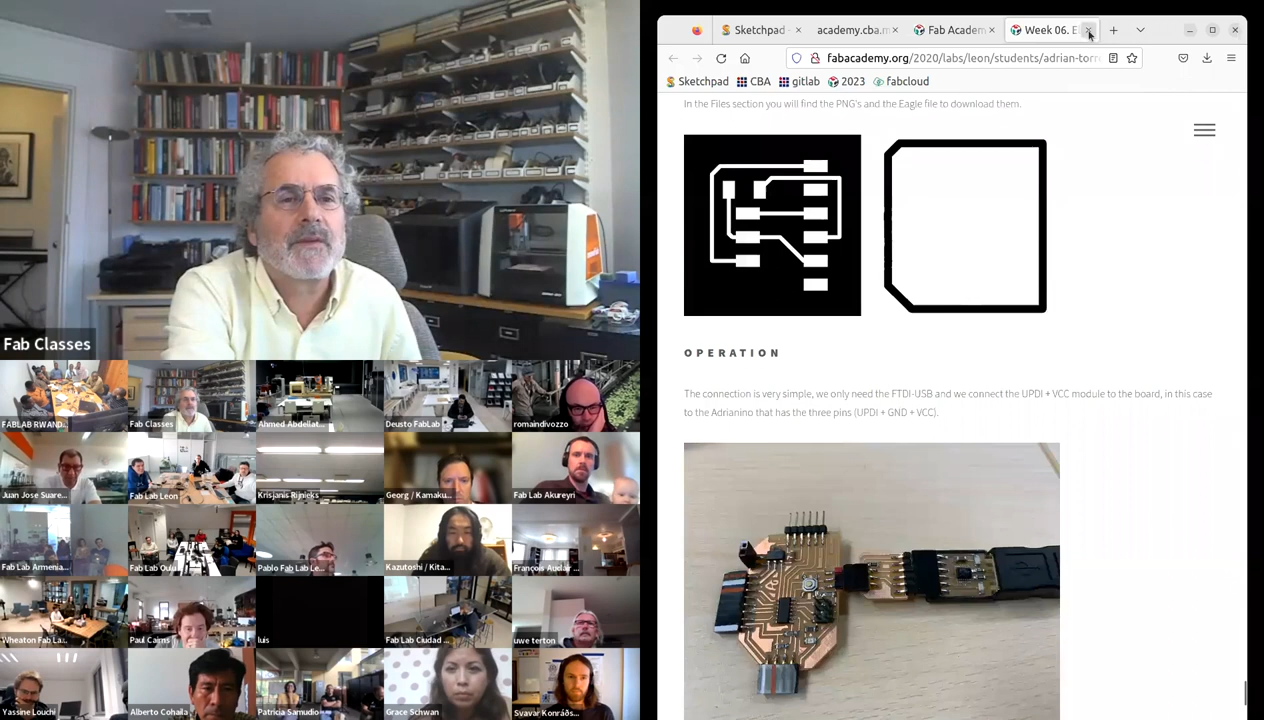 Fab Classes
FABLAB RWAND...
Fab Classes
Ahmed Abdellat...
Deusto FabLab
romaindivozzo
Juan Jose Suare...
Fab Lab Leon
Krisjanis Rijnieks
Georg / Kamaku...
Fab Lab Akureyri
Fab Lab Armenia...
Fab Lab Oulu
Pablo Fab Lab Le...
Kazutoshi / Kita...
François Auclair ...
Wheaton Fab La...
Paul Cairns
luis
Fab Lab Ciudad ...
uwe terton
Yassine Louchi
Alberto Cohaila
Patricia Samudio
Grace Schwan
Svavar Konráðs...
Sketchpad
academy.cba.m
Fab Academ
Week 06. E
fabacademy.org/2020/labs/leon/students/adrian-torre
Sketchpad
CBA
gitlab
2023
fabcloud
In the Files section you will find the PNG's and the Eagle file to download them.
OPERATION
The connection is very simple, we only need the FTDI-USB and we connect the UPDI + VCC module to the board, in this case
to the Adrianino that has the three pins (UPDI + GND + VCC).